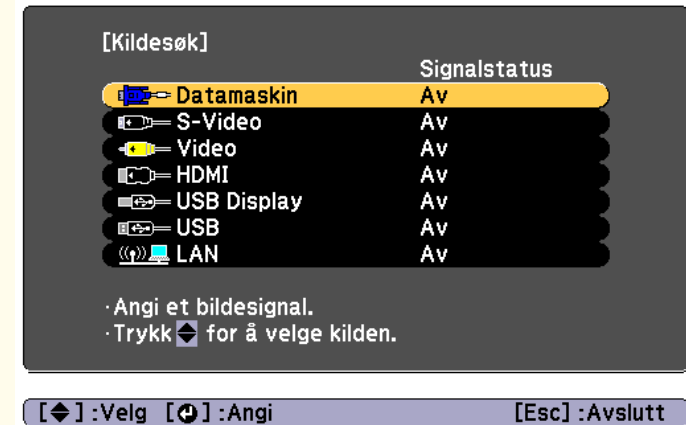 [Kildesøk]
Signalstatus
Datamaskin Av
S-Video Av
Video Av
HDMI Av
USB Display Av
USB Av
LAN Av
·Angi et bildesignal.
·Trykk for å velge kilden.
[ ] :Velg [ ] :Angi [Esc] :Avslutt